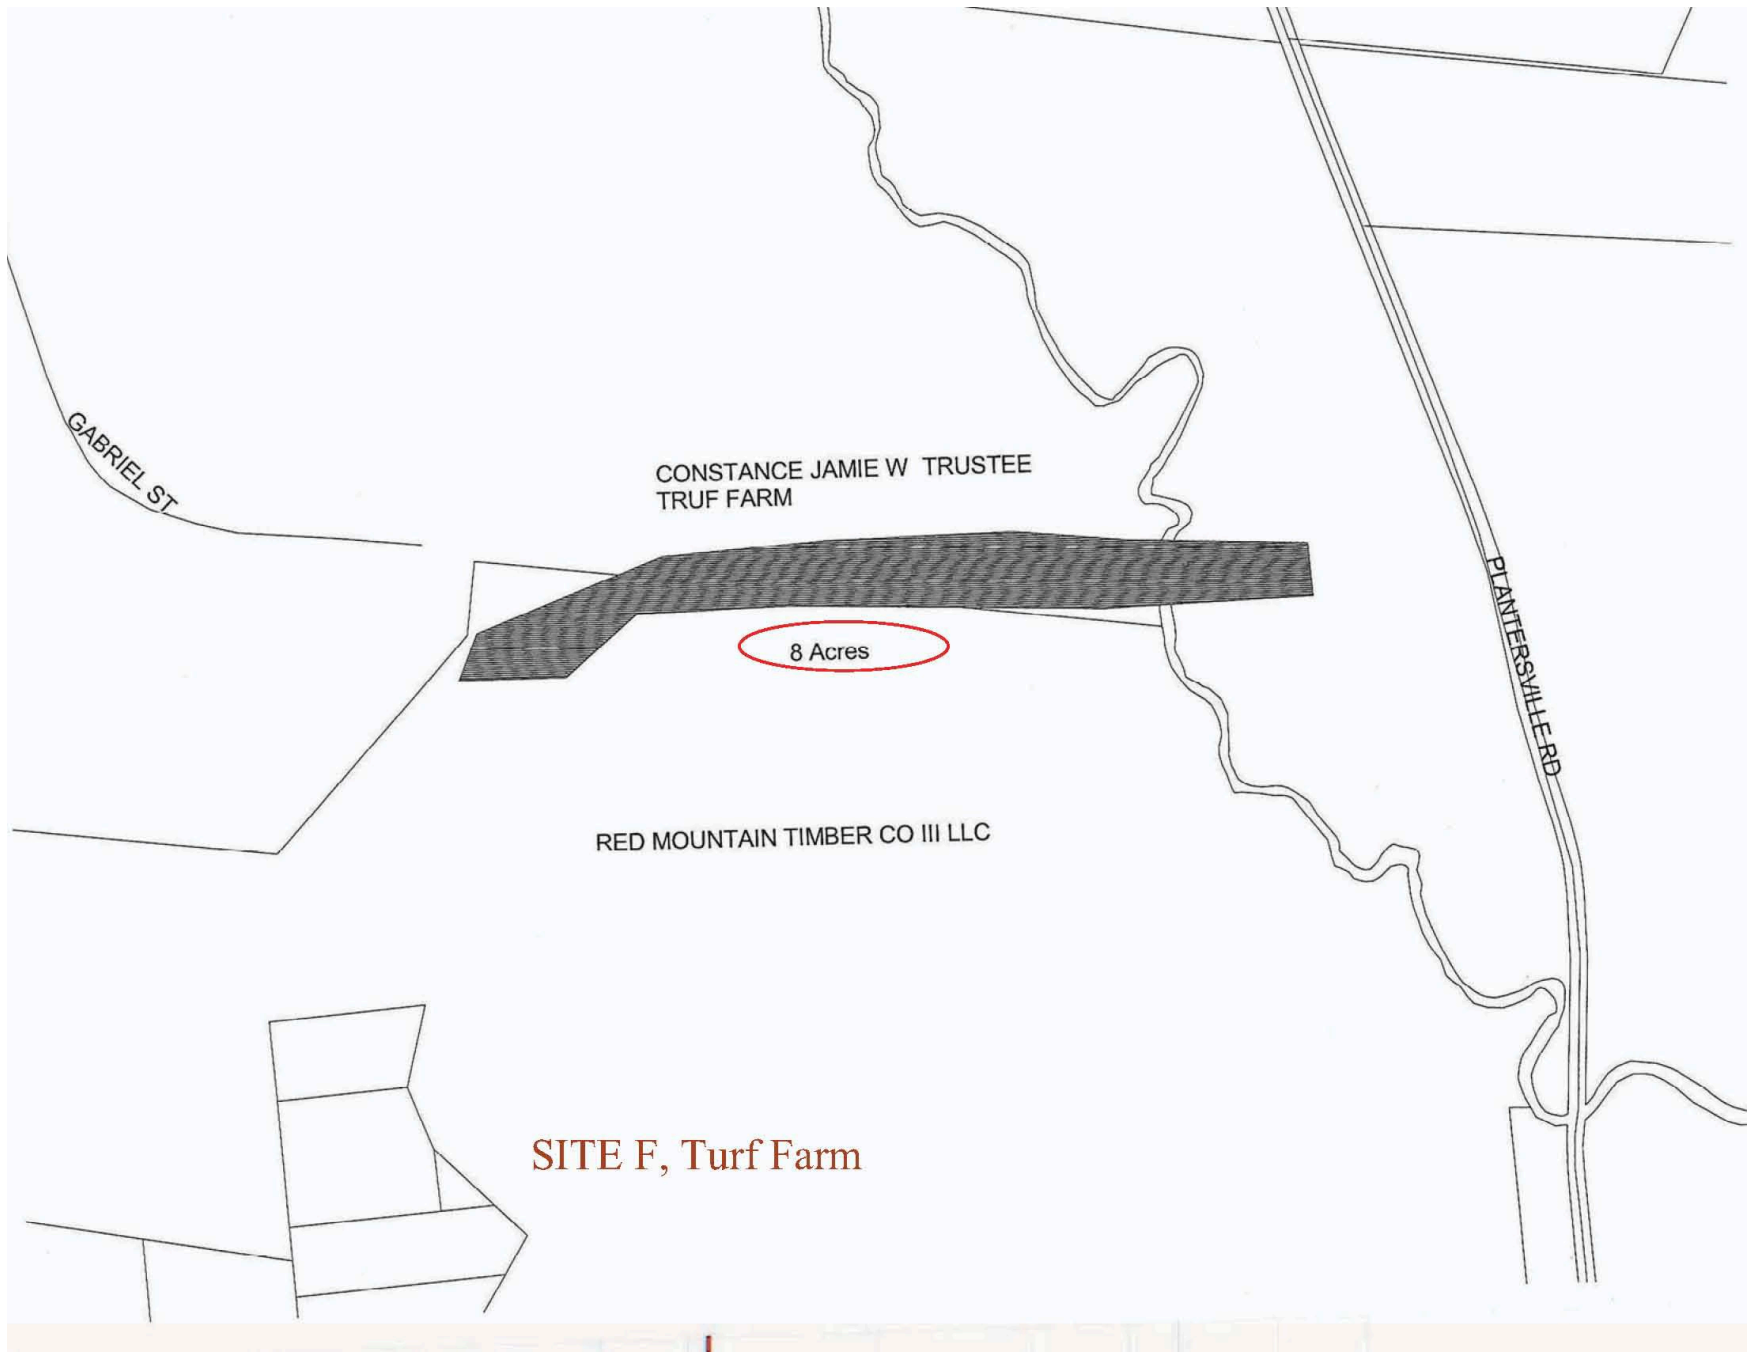 GABRIEL ST
CONSTANCE JAMIE W TRUSTEE
TRUF FARM
PLANTERSVILLE RD
8 Acres
RED MOUNTAIN TIMBER CO III LLC
SITE F, Turf Farm